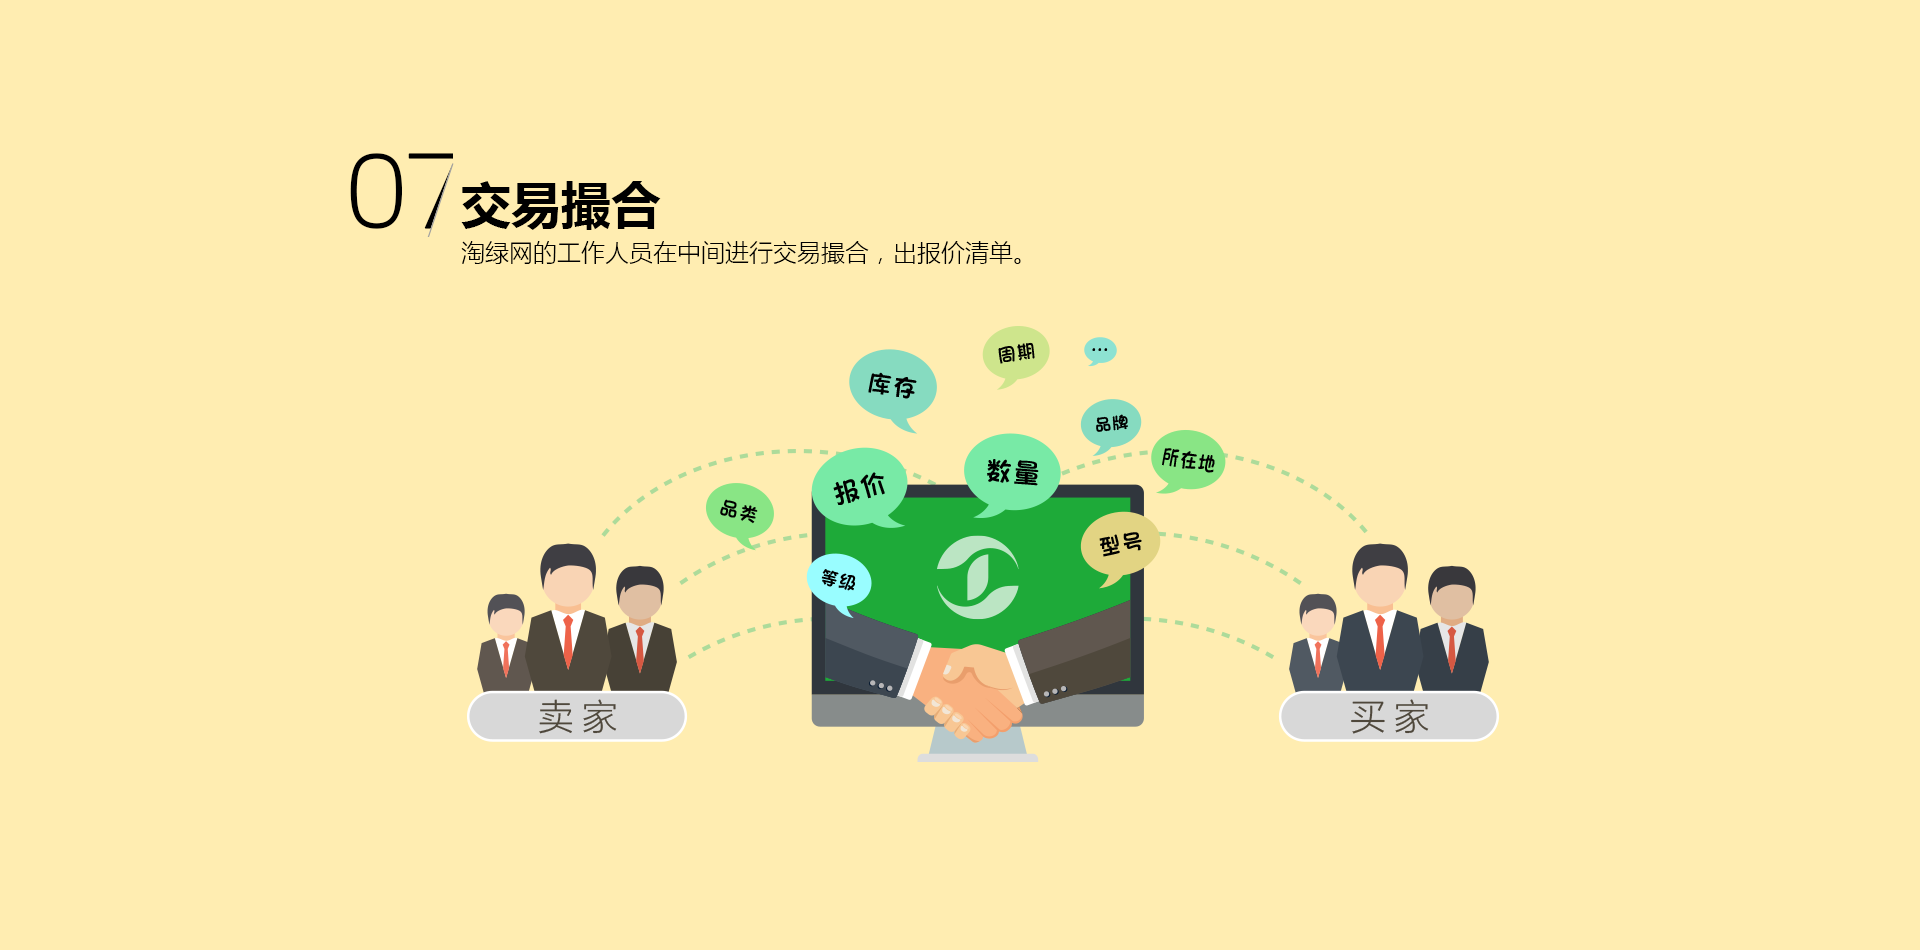 07 交易撮合
淘绿网的工作人员在中间进行交易撮合，出报价清单。
周期
...
库存
品牌
所在地
数量
报价
品类
型号
等级
卖家
买家